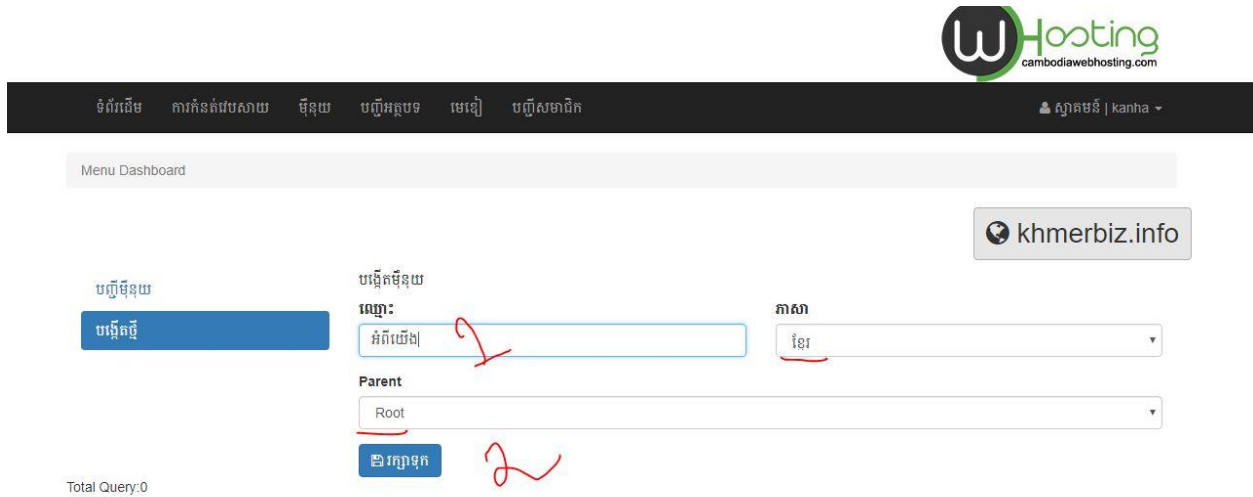 WHosting
cambodiawebhosting.com
ទំព័រដើម ការកំនត់វេបសាយ ម៉ឺនុយ បញ្ជីអត្ថបទ មេឌៀ បញ្ជីសមាជិក ស្វាគមន៍ | kanha
Menu Dashboard
khmerbiz.info
បញ្ជីម៉ឺនុយ
បង្កើតថ្មី
បង្កើតម៉ឺនុយ
ឈ្មោះ ភាសា
អំពីយើង ខ្មែរ
2
Parent
Root
រក្សាទុក
2
Total Query:0